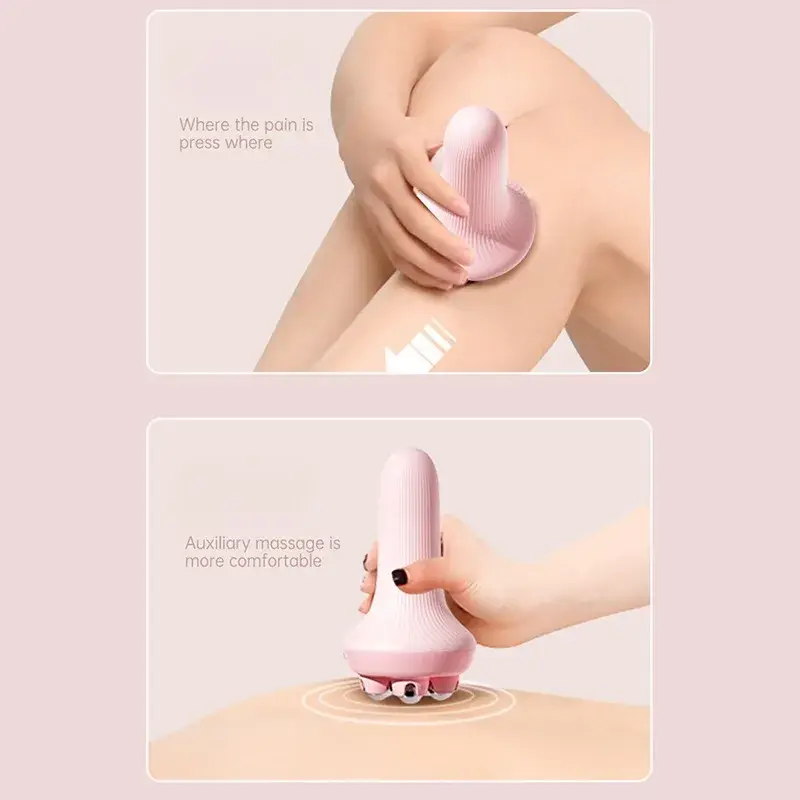 Where the pain is
press where
Auxiliary massage is
more comfortable